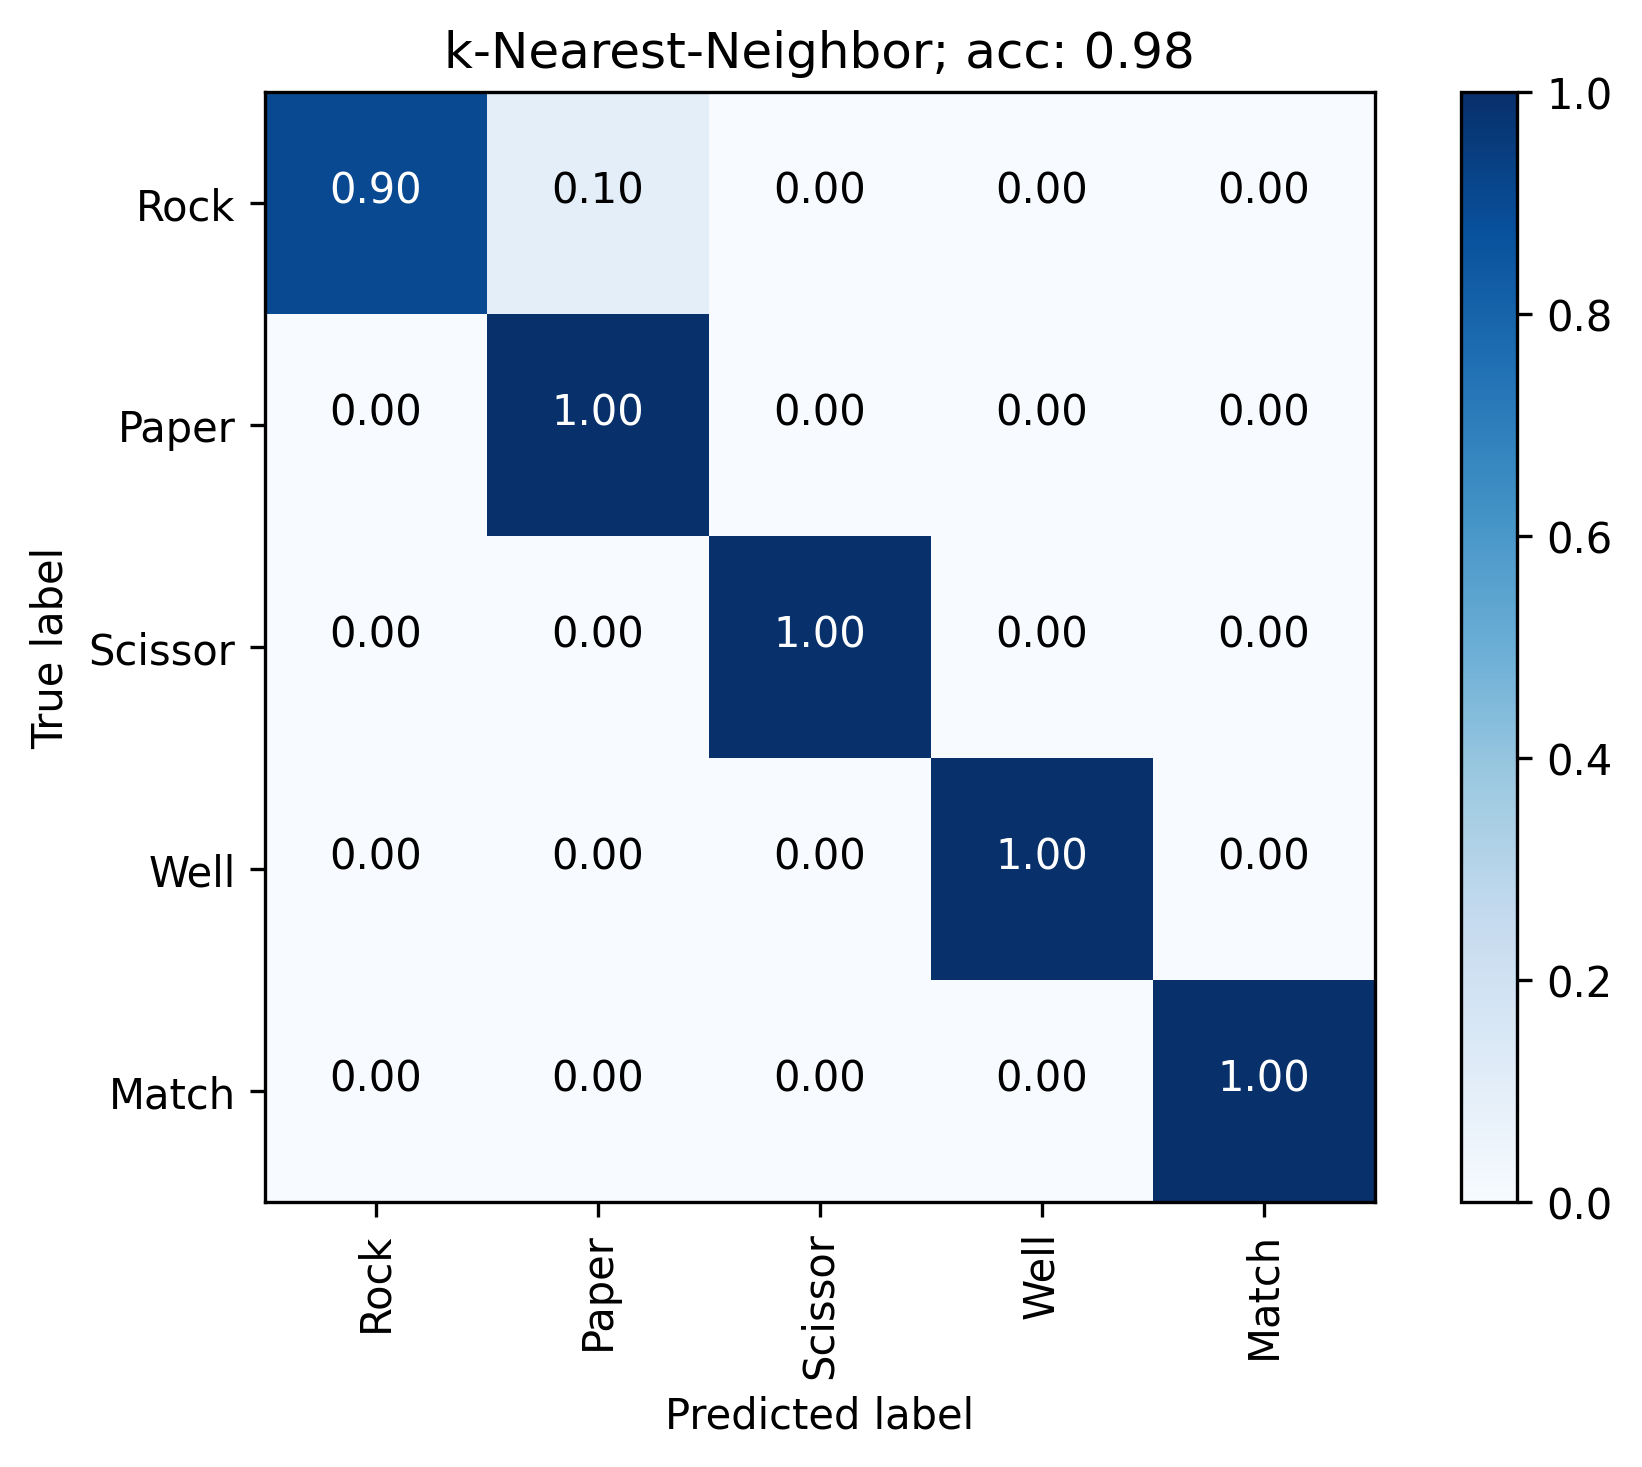 k-Nearest-Neighbor; acc: 0.98
Rock 0.90 0.10 0.00 0.00 0.00
Paper 0.00 1.00 0.00 0.00 0.00
Scissor 0.00 0.00 1.00 0.00 0.00
Well 0.00 0.00 0.00 1.00 0.00
Match 0.00 0.00 0.00 0.00 1.00
True label
Rock Paper Scissor Well Match
Predicted label
1.0
0.8
0.6
0.4
0.2
0.0